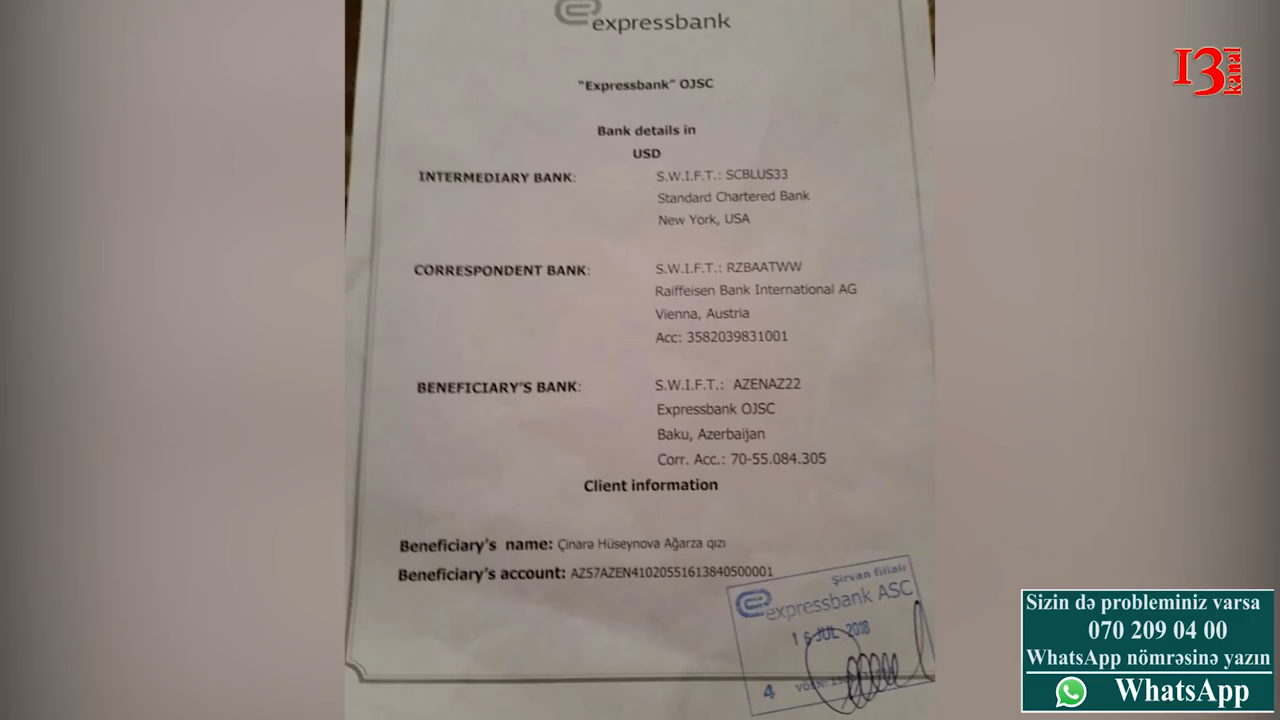 expressbank
"Expressbank" OJSC
Bank details in
USD
INTERMEDIARY BANK: S.W.I.F.T.: SCBLUS33
Standard Chartered Bank
New York, USA
CORRESPONDENT BANK: S.W.I.F.T.: RZBAATWW
Raiffeisen Bank International AG
Vienna, Austria
Acc: 3582039831001
BENEFICIARY'S BANK: S.W.I.F.T.: AZENAZ22
Expressbank OJSC
Baku, Azerbaijan
Corr. Acc.: 70-55.084.305
Client information
Beneficiary's name: Çinarə Hüseynova Ağarza qızı
Beneficiary's account: AZ57AZEN41020551613840500001
Şirvan filialı
expressbank ASC
16 JUL 2018
4 VÖEN:
13 kanal
Sizin də probleminiz varsa
070 209 04 00
WhatsApp nömrəsinə yazın
WhatsApp